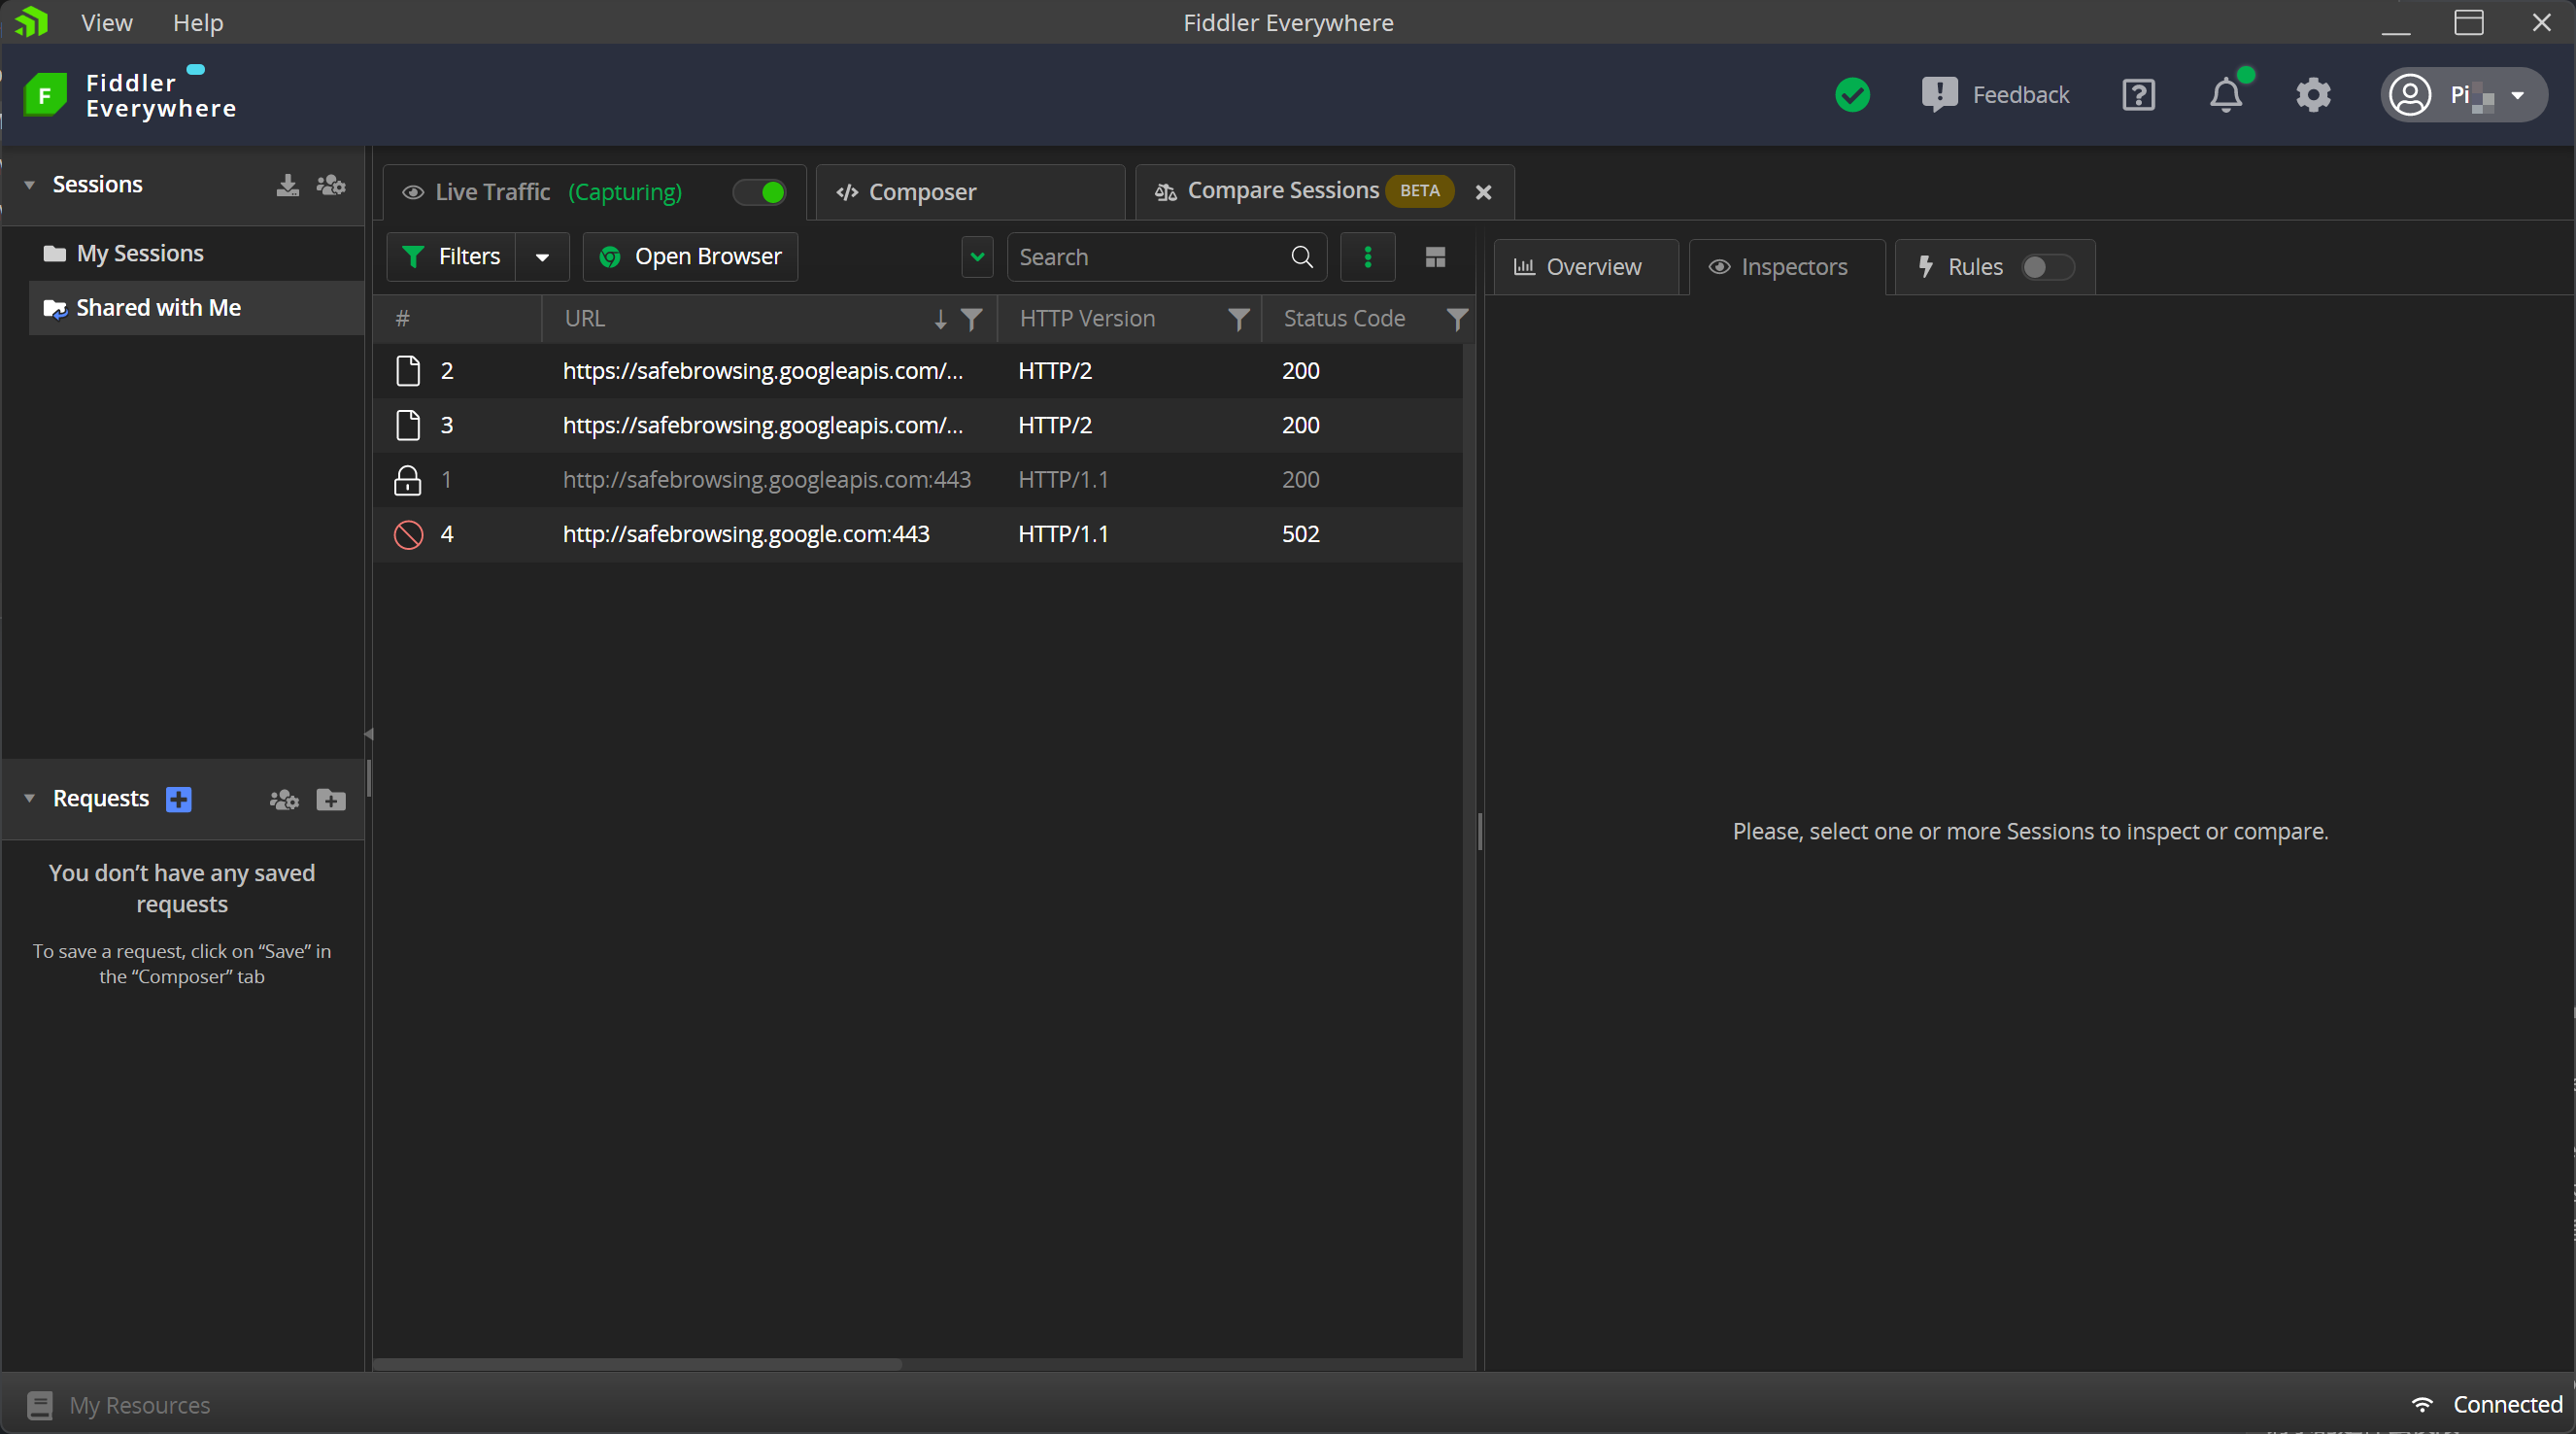 View Help Fiddler Everywhere
F Fiddler
Everywhere
Feedback Pi
Sessions
My Sessions
Shared with Me
Live Traffic (Capturing) Composer Compare Sessions BETA
Filters Open Browser Search
# URL HTTP Version Status Code
2 https://safebrowsing.googleapis.com/... HTTP/2 200
3 https://safebrowsing.googleapis.com/... HTTP/2 200
1 http://safebrowsing.googleapis.com:443 HTTP/1.1 200
4 http://safebrowsing.google.com:443 HTTP/1.1 502
Overview Inspectors Rules
Please, select one or more Sessions to inspect or compare.
Requests
You don’t have any saved
requests
To save a request, click on “Save” in
the “Composer” tab
My Resources Connected